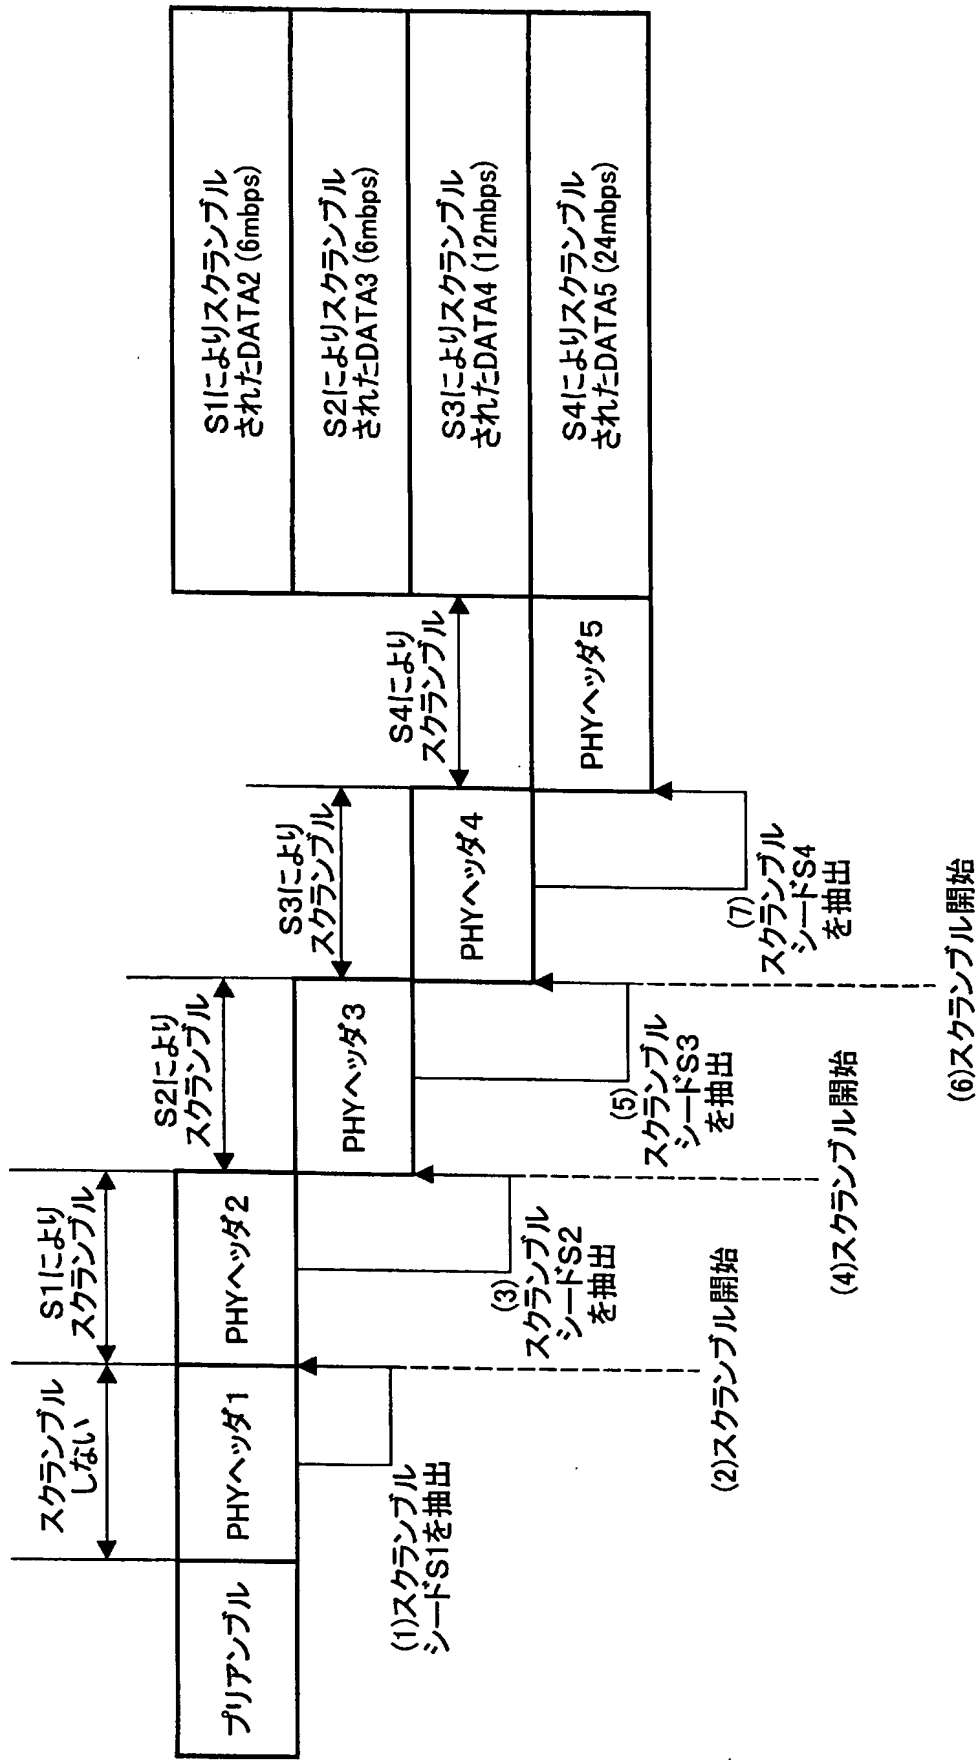 スクランブル
しない
S1により
スクランブル
S2により
スクランブル
S3により
スクランブル
S4により
スクランブル
プリアンブル
PHYヘッダ1
PHYヘッダ2
PHYヘッダ3
PHYヘッダ4
PHYヘッダ5
S1によりスクランブル
されたDATA2 (6mbps)
S2によりスクランブル
されたDATA3 (6mbps)
S3によりスクランブル
されたDATA4 (12mbps)
S4によりスクランブル
されたDATA5 (24mbps)
(1)スクランブル
シードS1を抽出
(2)スクランブル開始
(3)
スクランブル
シードS2
を抽出
(4)スクランブル開始
(5)
スクランブル
シードS3
を抽出
(6)スクランブル開始
(7)
スクランブル
シードS4
を抽出